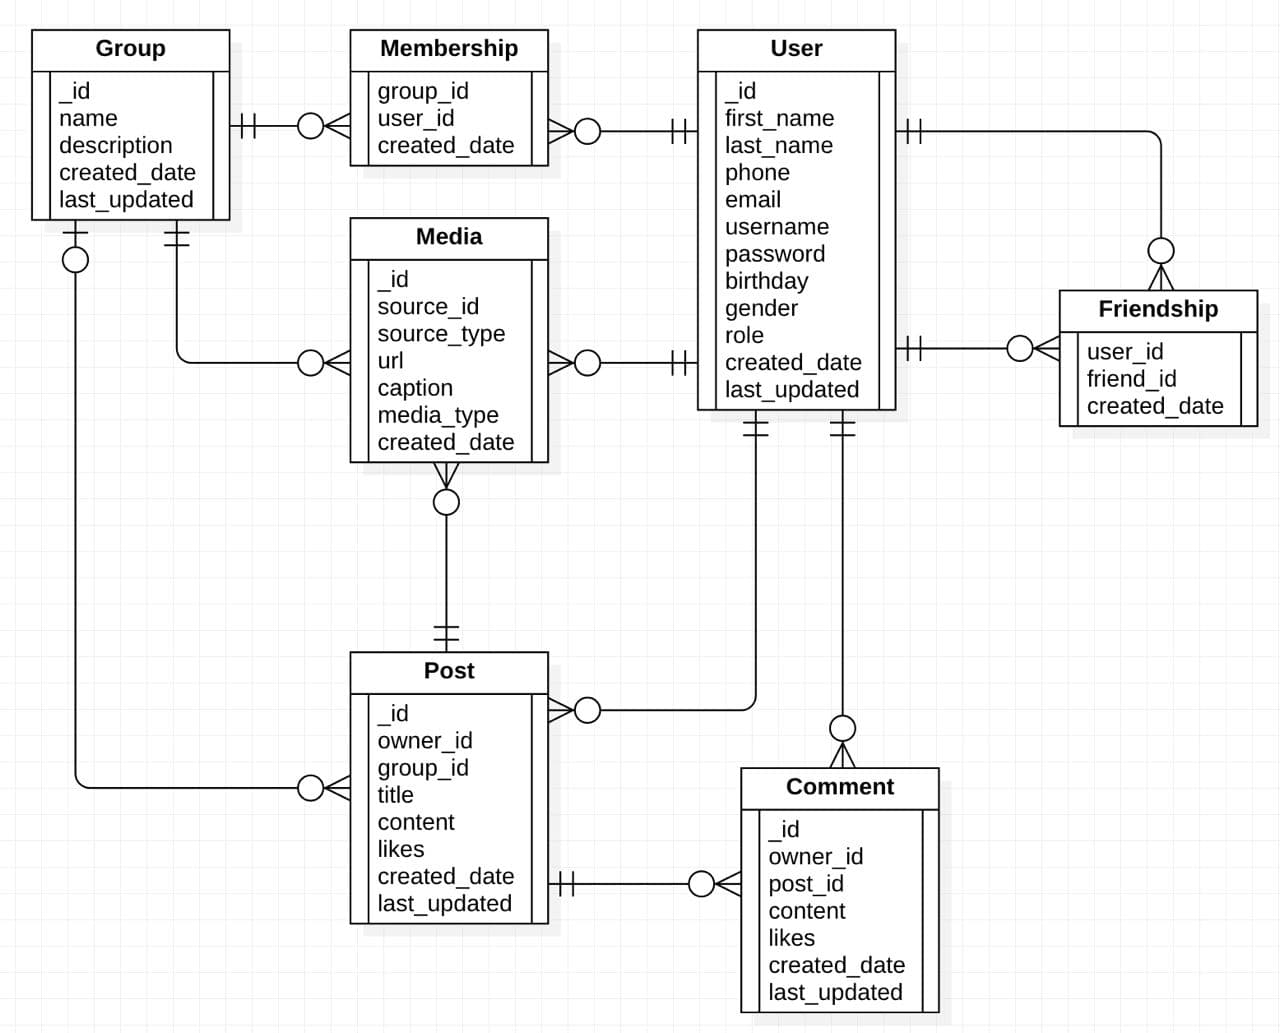 Group
_id
name
description
created_date
last_updated
Membership
group_id
user_id
created_date
User
_id
first_name
last_name
phone
email
username
password
birthday
gender
role
created_date
last_updated
Media
_id
source_id
source_type
url
caption
media_type
created_date
Friendship
user_id
friend_id
created_date
Post
_id
owner_id
group_id
title
content
likes
created_date
last_updated
Comment
_id
owner_id
post_id
content
likes
created_date
last_updated